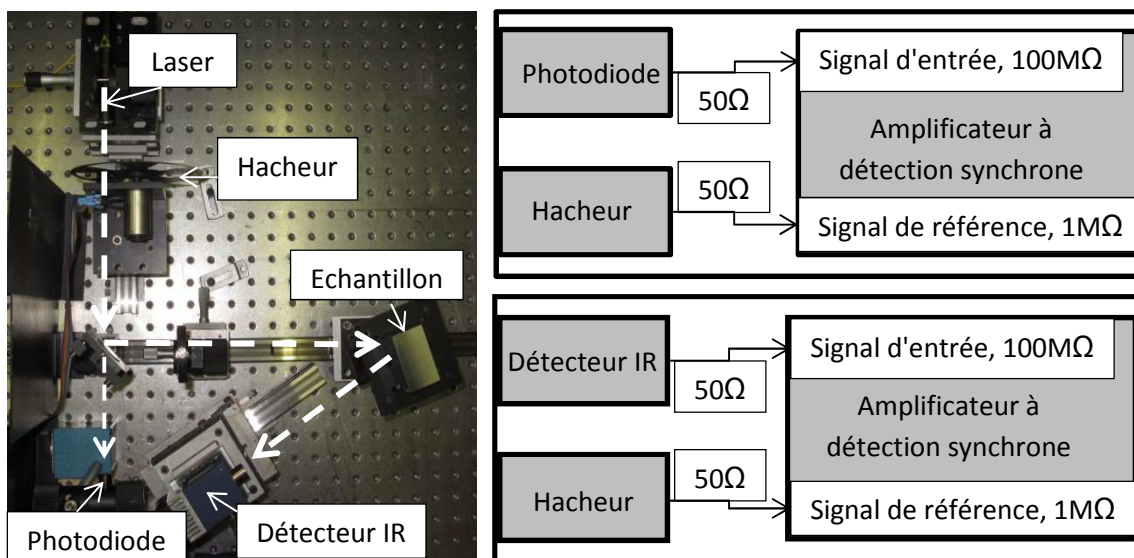 Laser
Hacheur
Echantillon
Photodiode
Détecteur IR
Photodiode
50Ω
Signal d'entrée, 100MΩ
Amplificateur à
détection synchrone
Hacheur
50Ω
Signal de référence, 1MΩ
Détecteur IR
50Ω
Signal d'entrée, 100MΩ
Amplificateur à
détection synchrone
Hacheur
50Ω
Signal de référence, 1MΩ